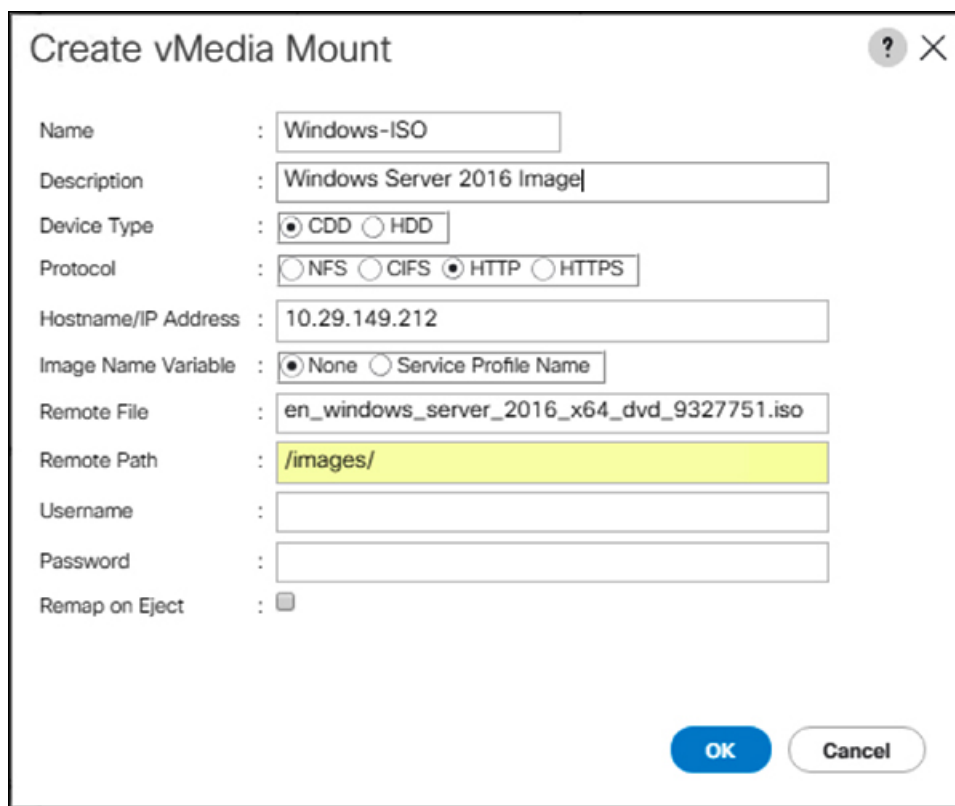 Create vMedia Mount ?
Name : Windows-ISO
Description : Windows Server 2016 Image
Device Type : CDD HDD
Protocol : NFS CIFS HTTP HTTPS
Hostname/IP Address : 10.29.149.212
Image Name Variable : None Service Profile Name
Remote File : en_windows_server_2016_x64_dvd_9327751.iso
Remote Path : /images/
Username :
Password :
Remap on Eject :
OK Cancel